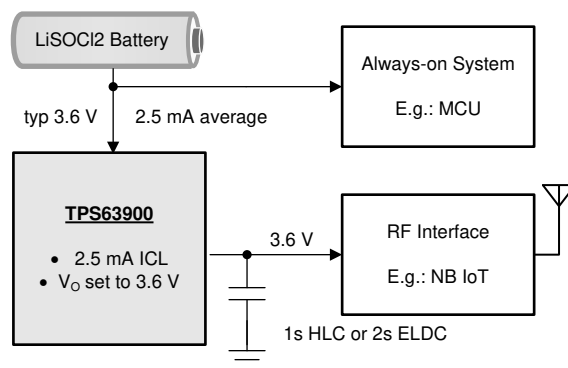 LiSOCl2 Battery
Always-on System
E.g.: MCU
typ 3.6 V
2.5 mA average
TPS63900
• 2.5 mA ICL
• VO set to 3.6 V
3.6 V
RF Interface
E.g.: NB IoT
1s HLC or 2s ELDC